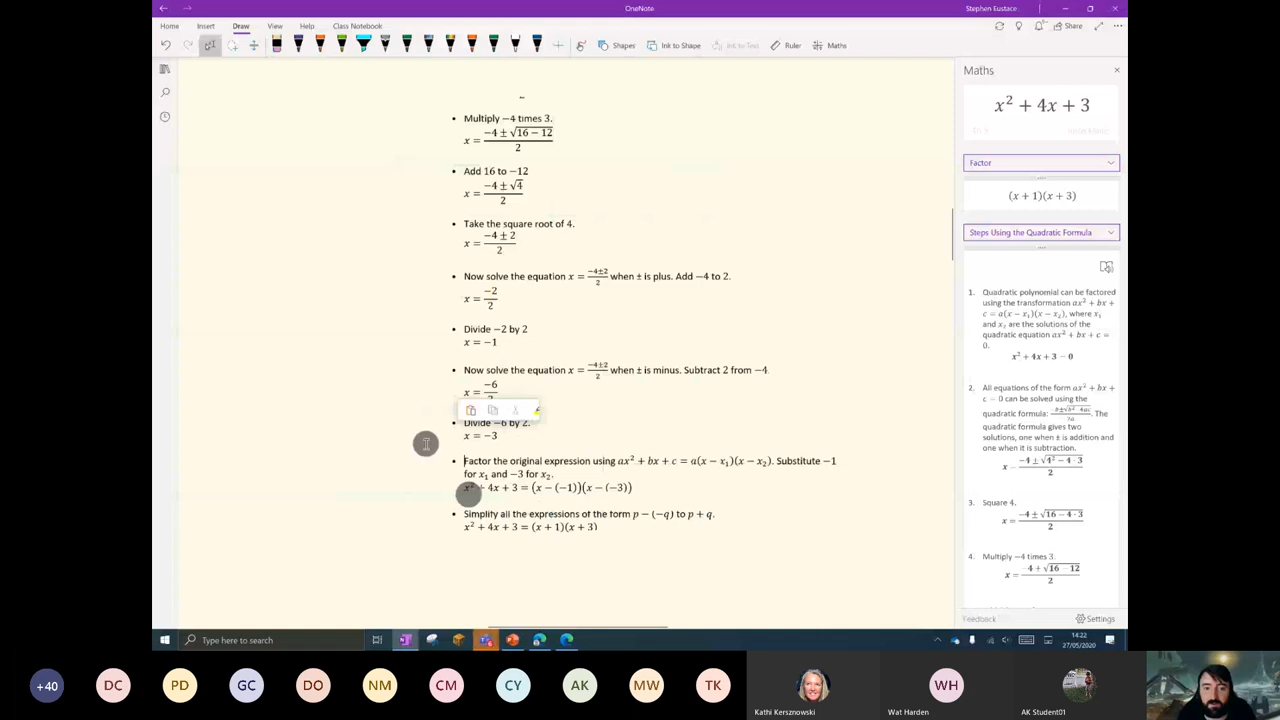 OneNote
Stephen Eustace
Home
Insert
Draw
View
Help
Class Notebook
Share
Shapers
Ink to Shape
Ink to Text
Ruler
Maths
• Multiply −4 times 3.
x = (−4 ± √(16 − 12))/2
• Add 16 to −12
x = (−4 ± √4)/2
• Take the square root of 4.
x = (−4 ± 2)/2
• Now solve the equation x = (−4±2)/2 when ± is plus. Add −4 to 2.
x = −2/2
• Divide −2 by 2
x = −1
• Now solve the equation x = (−4±2)/2 when ± is minus. Subtract 2 from −4.
x = −6/2
Divide −6 by 2.
x = −3
• Factor the original expression using ax² + bx + c = a(x − x₁)(x − x₂). Substitute −1
for x₁ and −3 for x₂.
x² + 4x + 3 = (x − (−1))(x − (−3))
• Simplify all the expressions of the form p − (−q) to p + q.
x² + 4x + 3 = (x + 1)(x + 3)
Maths
x² + 4x + 3
Factor
(x + 1)(x + 3)
Steps Using the Quadratic Formula
1. Quadratic polynomial can be factored
using the transformation ax² + bx +
c = a(x − x₁)(x − x₂), where x₁
and x₂ are the solutions of the
quadratic equation ax² + bx + c =
0.
x² + 4x + 3 = 0
2. All equations of the form ax² + bx +
c = 0 can be solved using the
quadratic formula: (−b±√(b²−4ac))/2a. The
quadratic formula gives two
solutions, one when ± is addition and
one when it is subtraction.
x = (−4 ± √(4² − 4·3))/2
3. Square 4.
x = (−4 ± √(16 − 4·3))/2
4. Multiply −4 times 3.
x = (−4 ± √(16 − 12))/2
Settings
Type here to search
14:22
27/05/2020
+40
DC
PD
GC
DO
NM
CM
CY
AK
MW
TK
WH
Kathi Kersznowski
Wat Harden
AK Student01